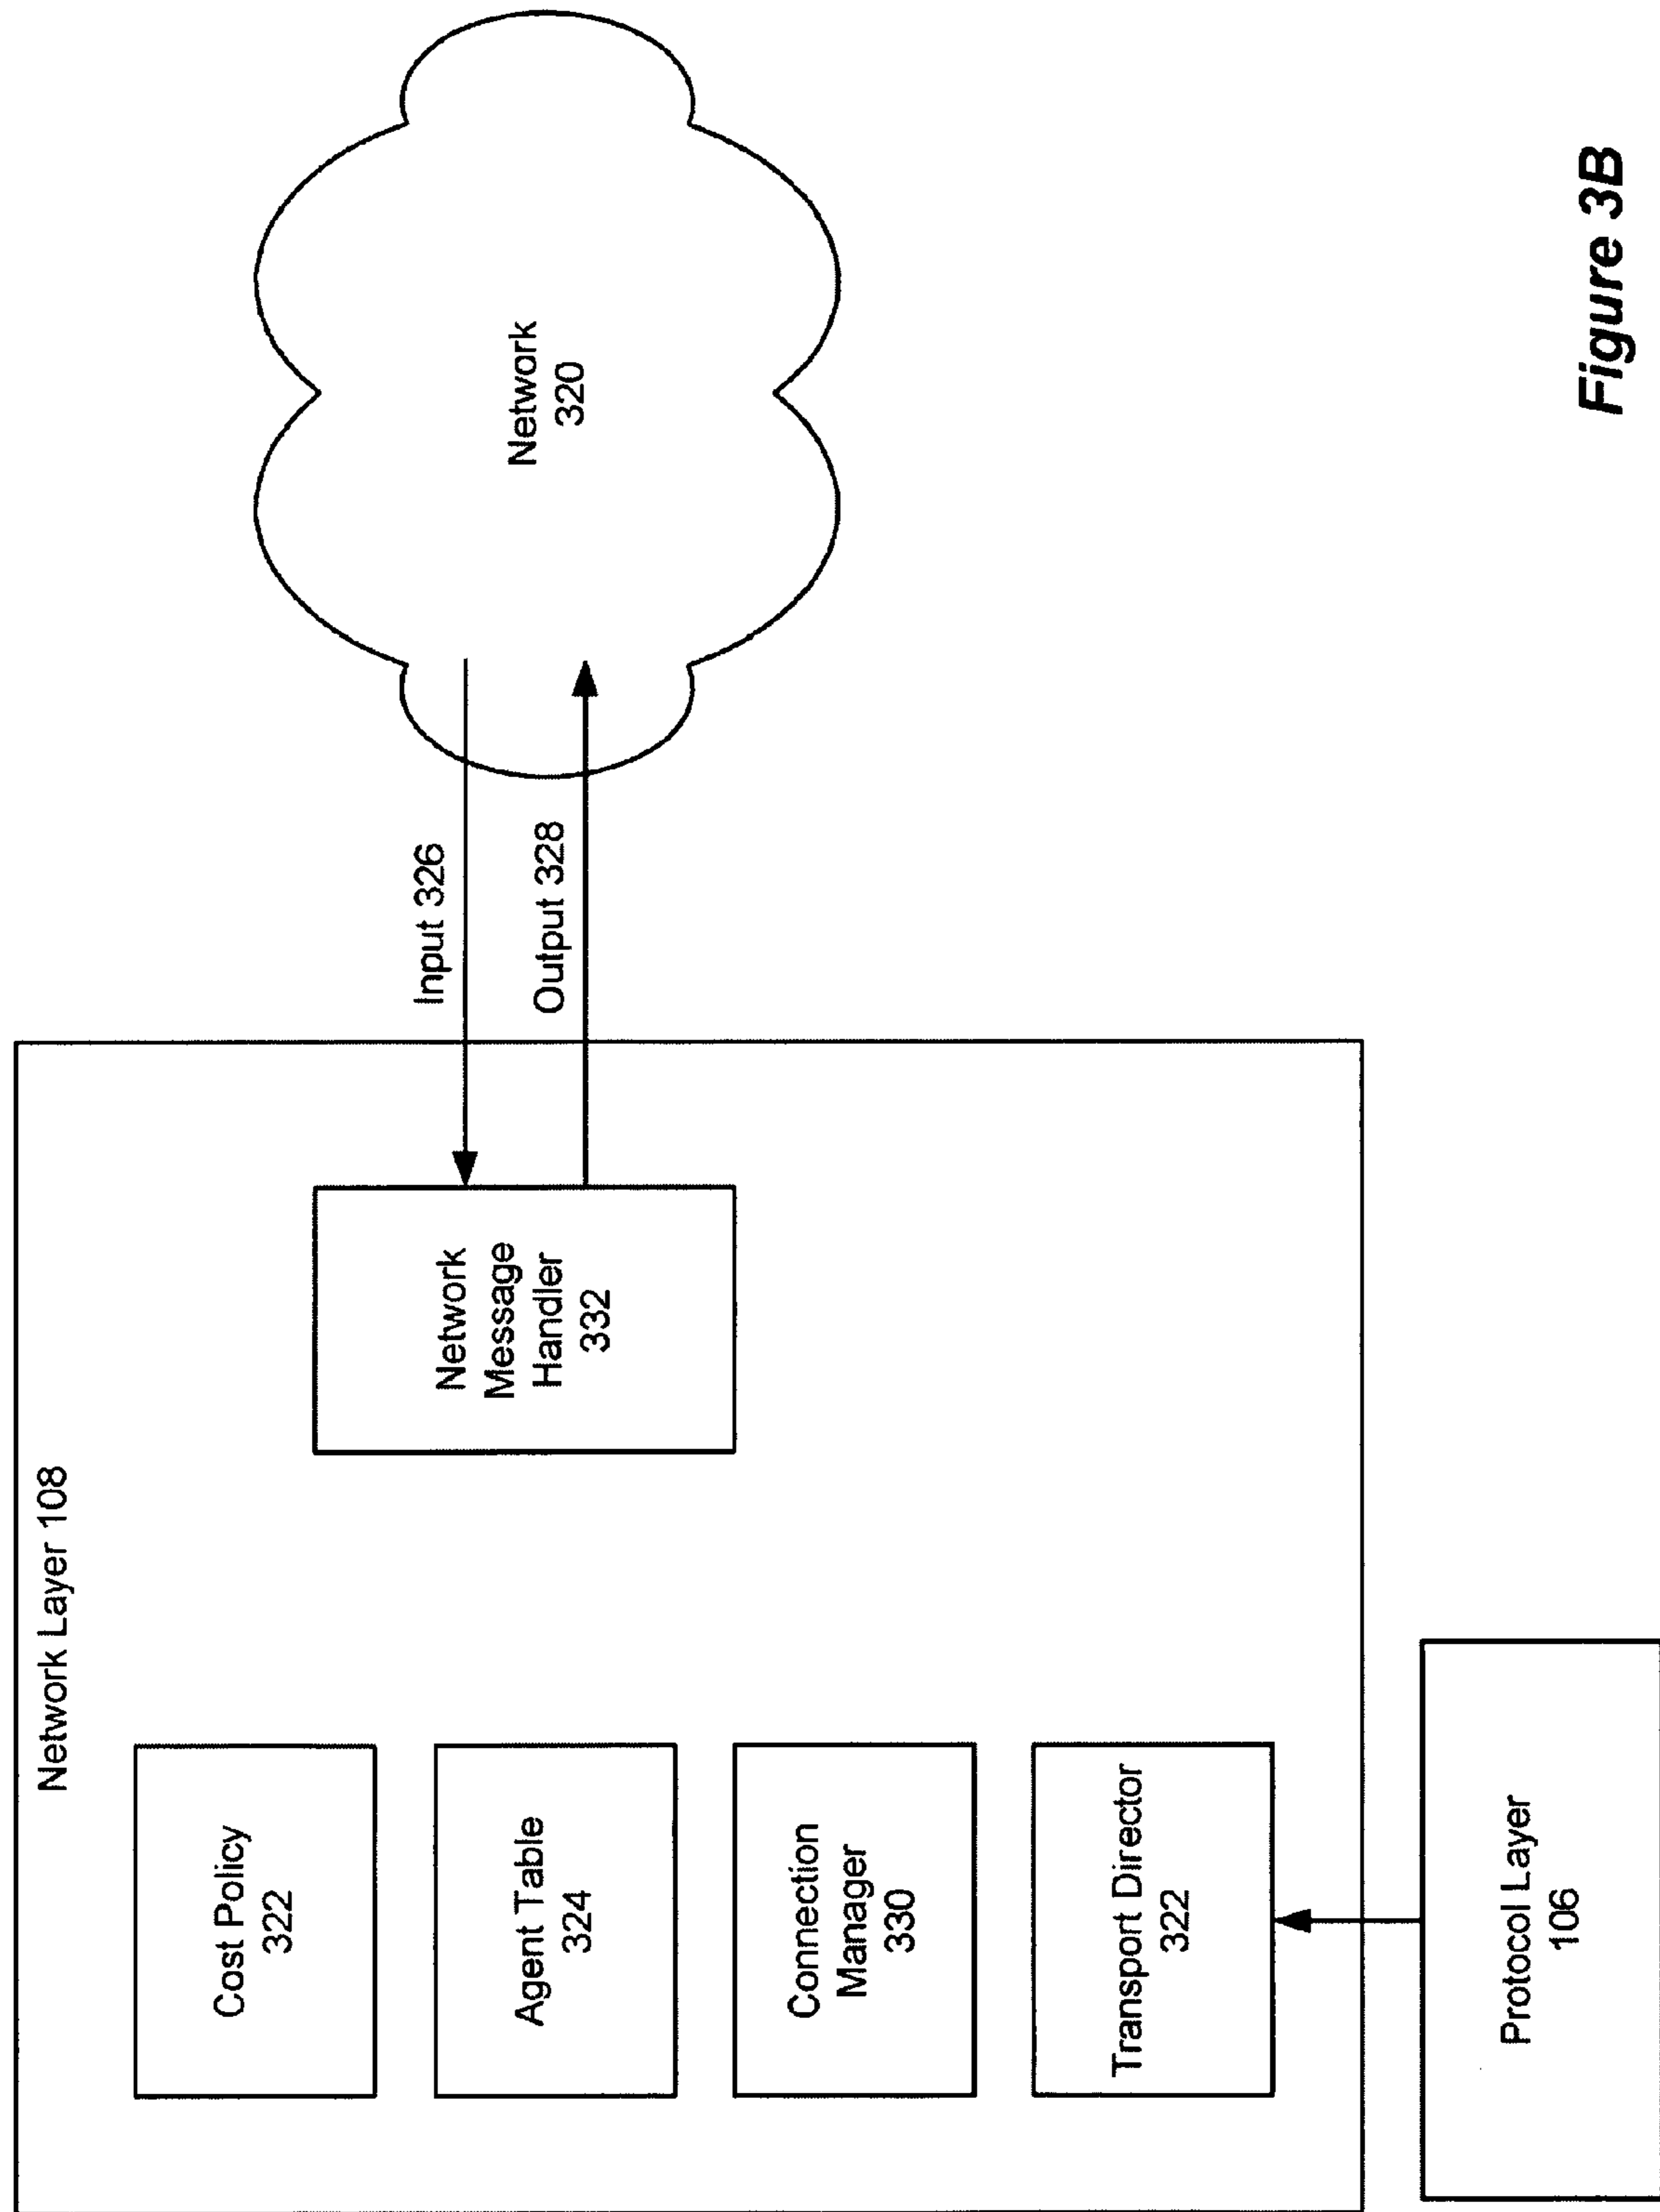 Network Layer 108
Cost Policy
322
Agent Table
324
Connection
Manager
330
Transport Director
322
Network
Message
Handler
332
Input 326
Output 328
Network
320
Protocol Layer
106
Figure 3B